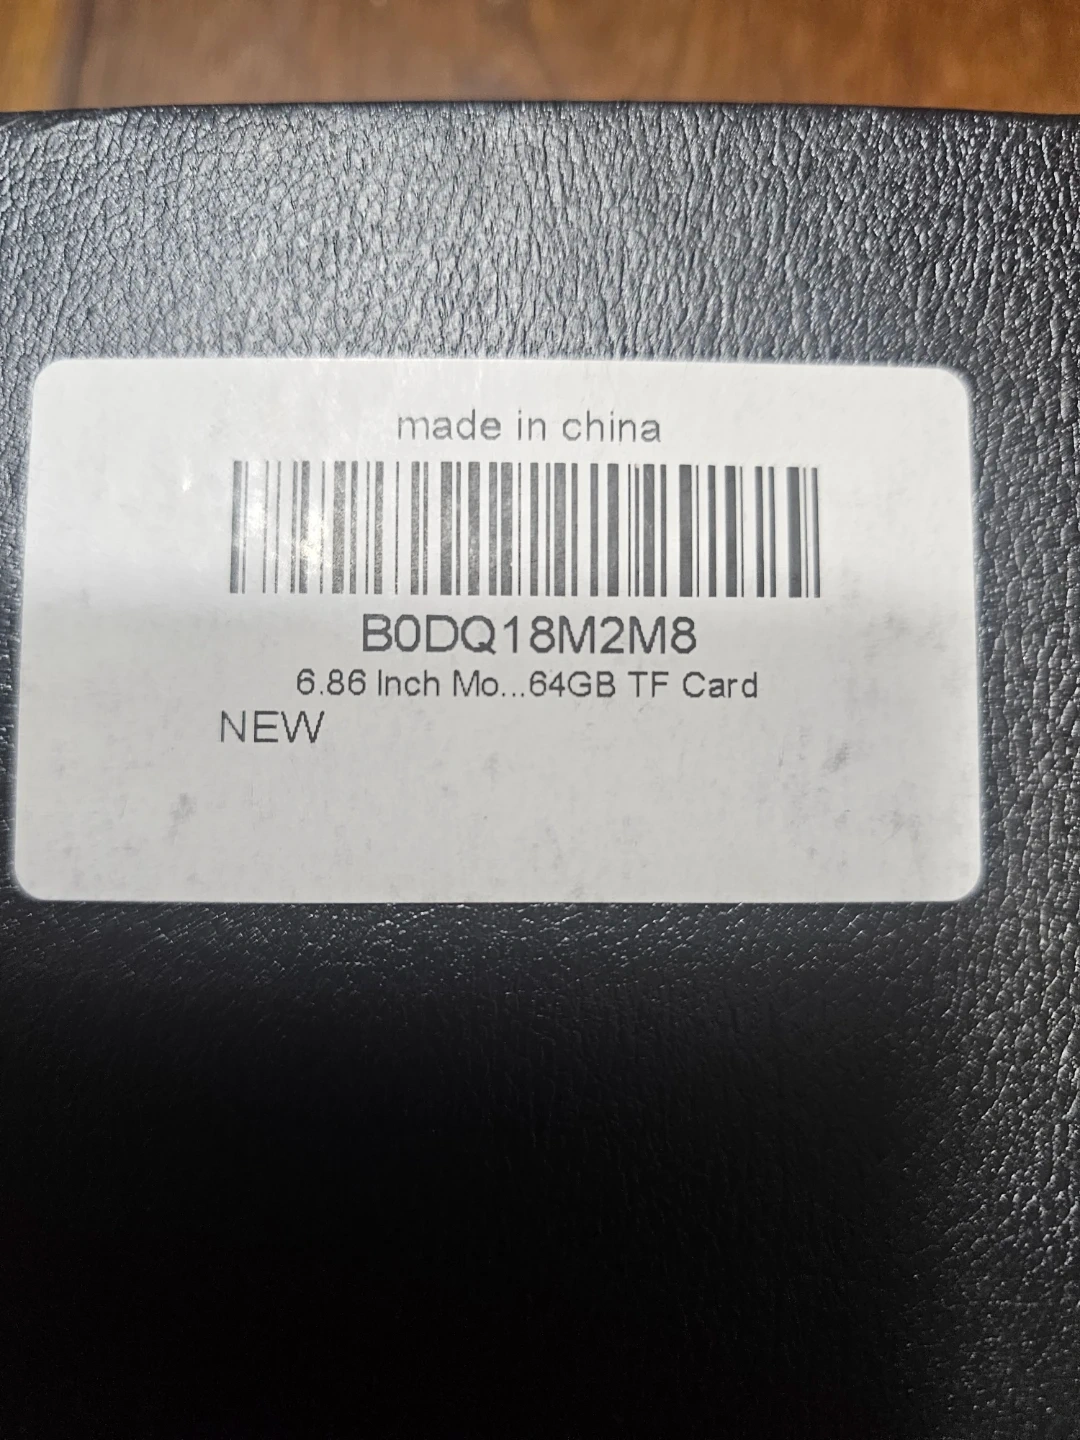 made in china
B0DQ18M2M8
6.86 Inch Mo...64GB TF Card
NEW